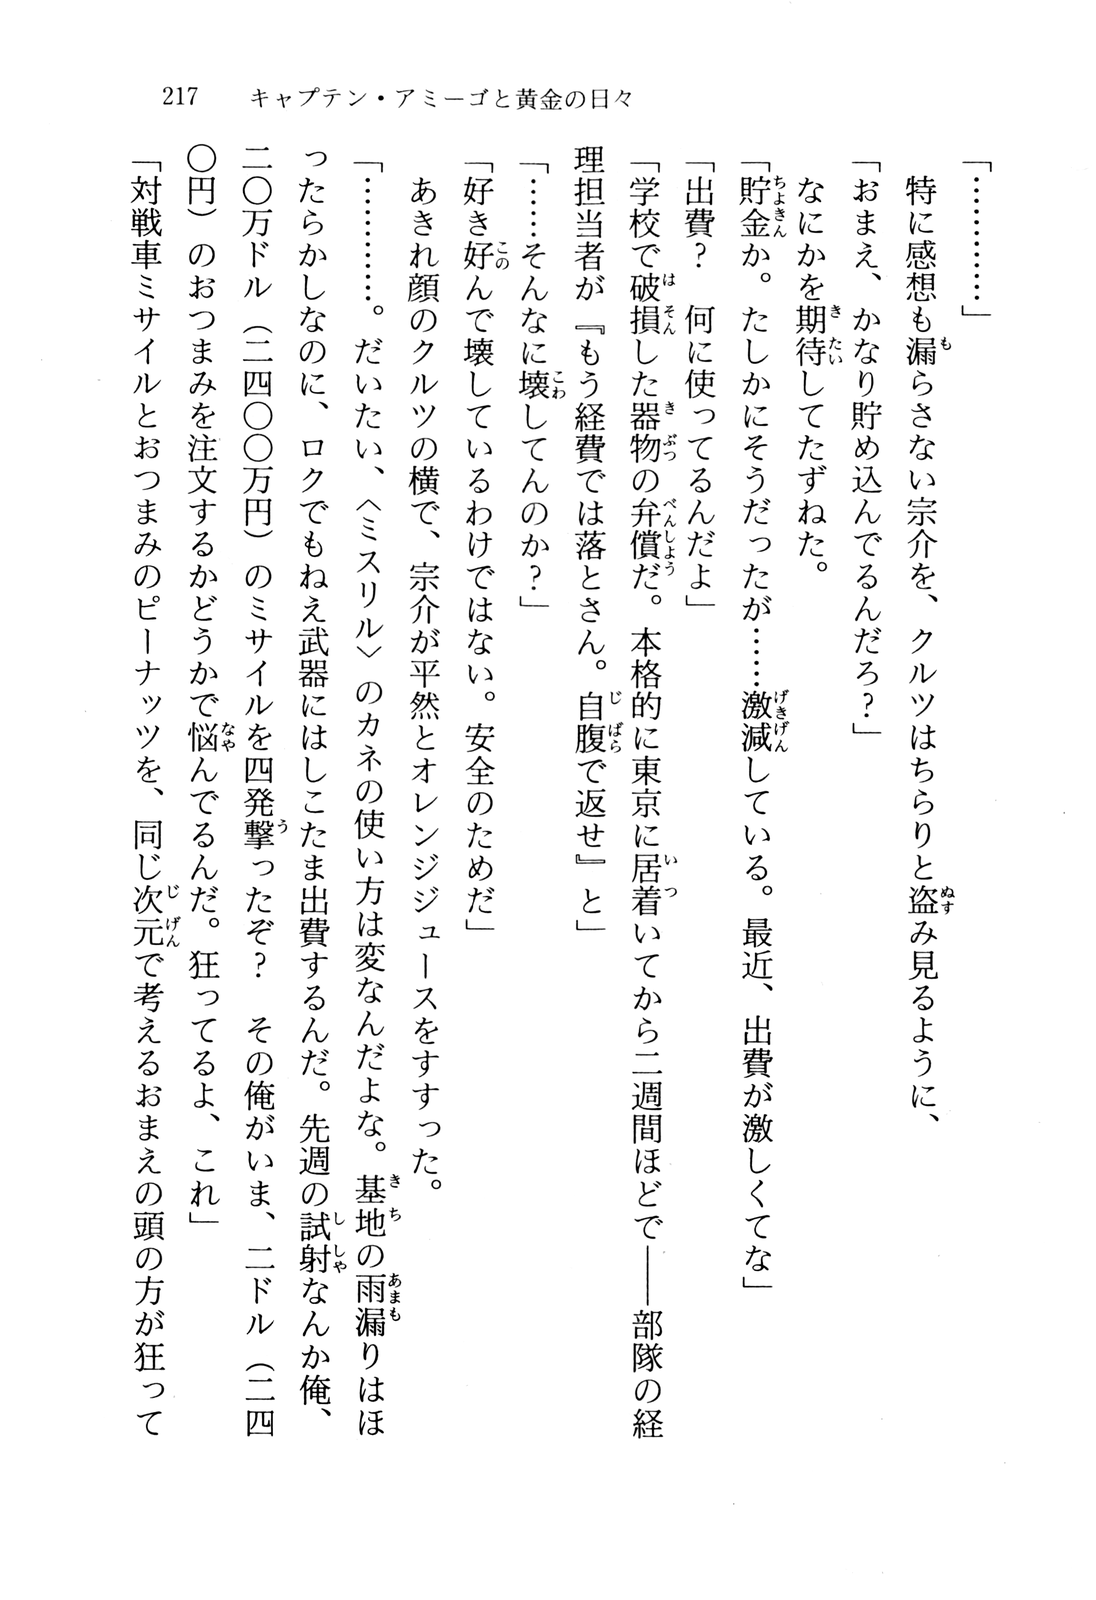 217　キャプテン・アミーゴと黄金の日々
「…………」
　特に感想も漏らさない宗介を、クルツはちらりと盗み見るように、
「おまえ、かなり貯め込んでるんだろ？」
　なにかを期待してたずねた。
「貯金か。たしかにそうだったが……激減している。最近、出費が激しくてな」
「出費？　何に使ってるんだよ」
「学校で破損した器物の弁償だ。本格的に東京に居着いてから二週間ほどで――部隊の経
理担当者が『もう経費では落とさん。自腹で返せ』と」
「……そんなに壊してんのか？」
「好き好んで壊しているわけではない。安全のためだ」
　あきれ顔のクルツの横で、宗介が平然とオレンジジュースをすすった。
「…………。だいたい、〈ミスリル〉のカネの使い方は変なんだよな。基地の雨漏りはほ
ったらかしなのに、ロクでもねえ武器にはしこたま出費するんだ。先週の試射なんか俺、
二〇万ドル（二四〇〇万円）のミサイルを四発撃ったぞ？　その俺がいま、二ドル（二四
〇円）のおつまみを注文するかどうかで悩んでるんだ。狂ってるよ、これ」
「対戦車ミサイルとおつまみのピーナッツを、同じ次元で考えるおまえの頭の方が狂って